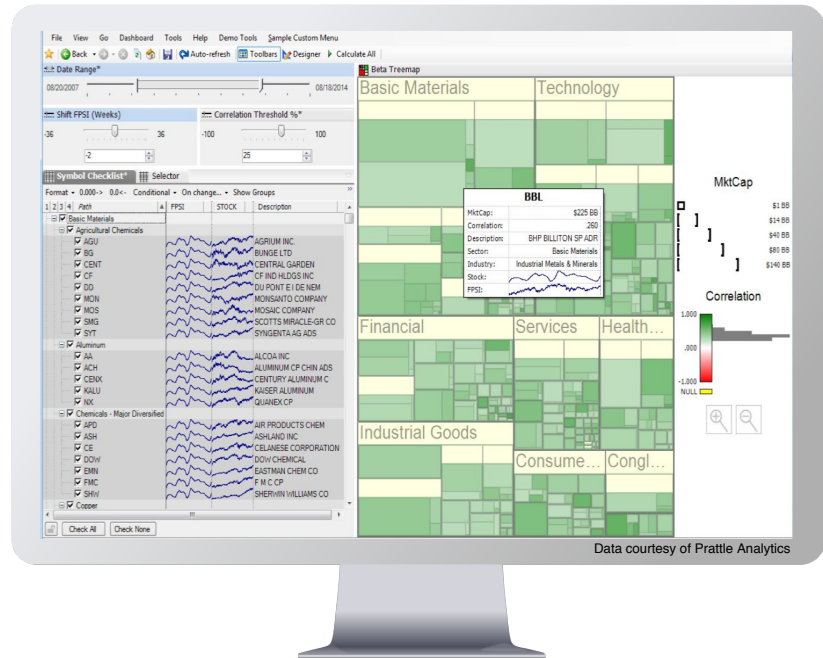 File View Go Dashboard Tools Help Demo Tools Sample Custom Menu
Back Auto-refresh Toolbars Designer Calculate All
Date Range*
08/20/2007 08/18/2014
Shift FPSI (Weeks) Correlation Threshold %*
-36 36 -100 100
-2 25
Symbol Checklist* Selector
Format 0.000-> 0.0<- Conditional On change... Show Groups »
1 2 3 4 Path FPSI STOCK Description
Basic Materials
Agricultural Chemicals
AGU AGRIUM INC.
BG BUNGE LTD
CENT CENTRAL GARDEN
CF CF IND HLDGS INC
DD DU PONT E I DE NEM
MON MONSANTO COMPANY
MOS MOSAIC COMPANY
SMG SCOTTS MIRACLE-GR CO
SYT SYNGENTA AG ADS
Aluminum
AA ALCOA INC
ACH ALUMINUM CP CHIN ADS
CENX CENTURY ALUMINUM C
KALU KAISER ALUMINUM
NX QUANEX CP
Chemicals - Major Diversified
APD AIR PRODUCTS CHEM
ASH ASHLAND INC
CE CELANESE CORPORATION
DOW DOW CHEMICAL
EMN EASTMAN CHEM CO
FMC F M C CP
SHW SHERWIN WILLIAMS CO
Copper
Check All Check None
Beta Treemap
Basic Materials Technology
BBL
MktCap: $225 BB
Correlation: .260
Description: BHP BILLITON SP ADR
Sector: Basic Materials
Industry: Industrial Metals & Minerals
Stock:
FPSI:
Financial Services Health...
Industrial Goods
Consume... Congl...
MktCap
$1 BB
$14 BB
$40 BB
$80 BB
$140 BB
Correlation
1.000
.000
-1.000
NULL
Data courtesy of Prattle Analytics